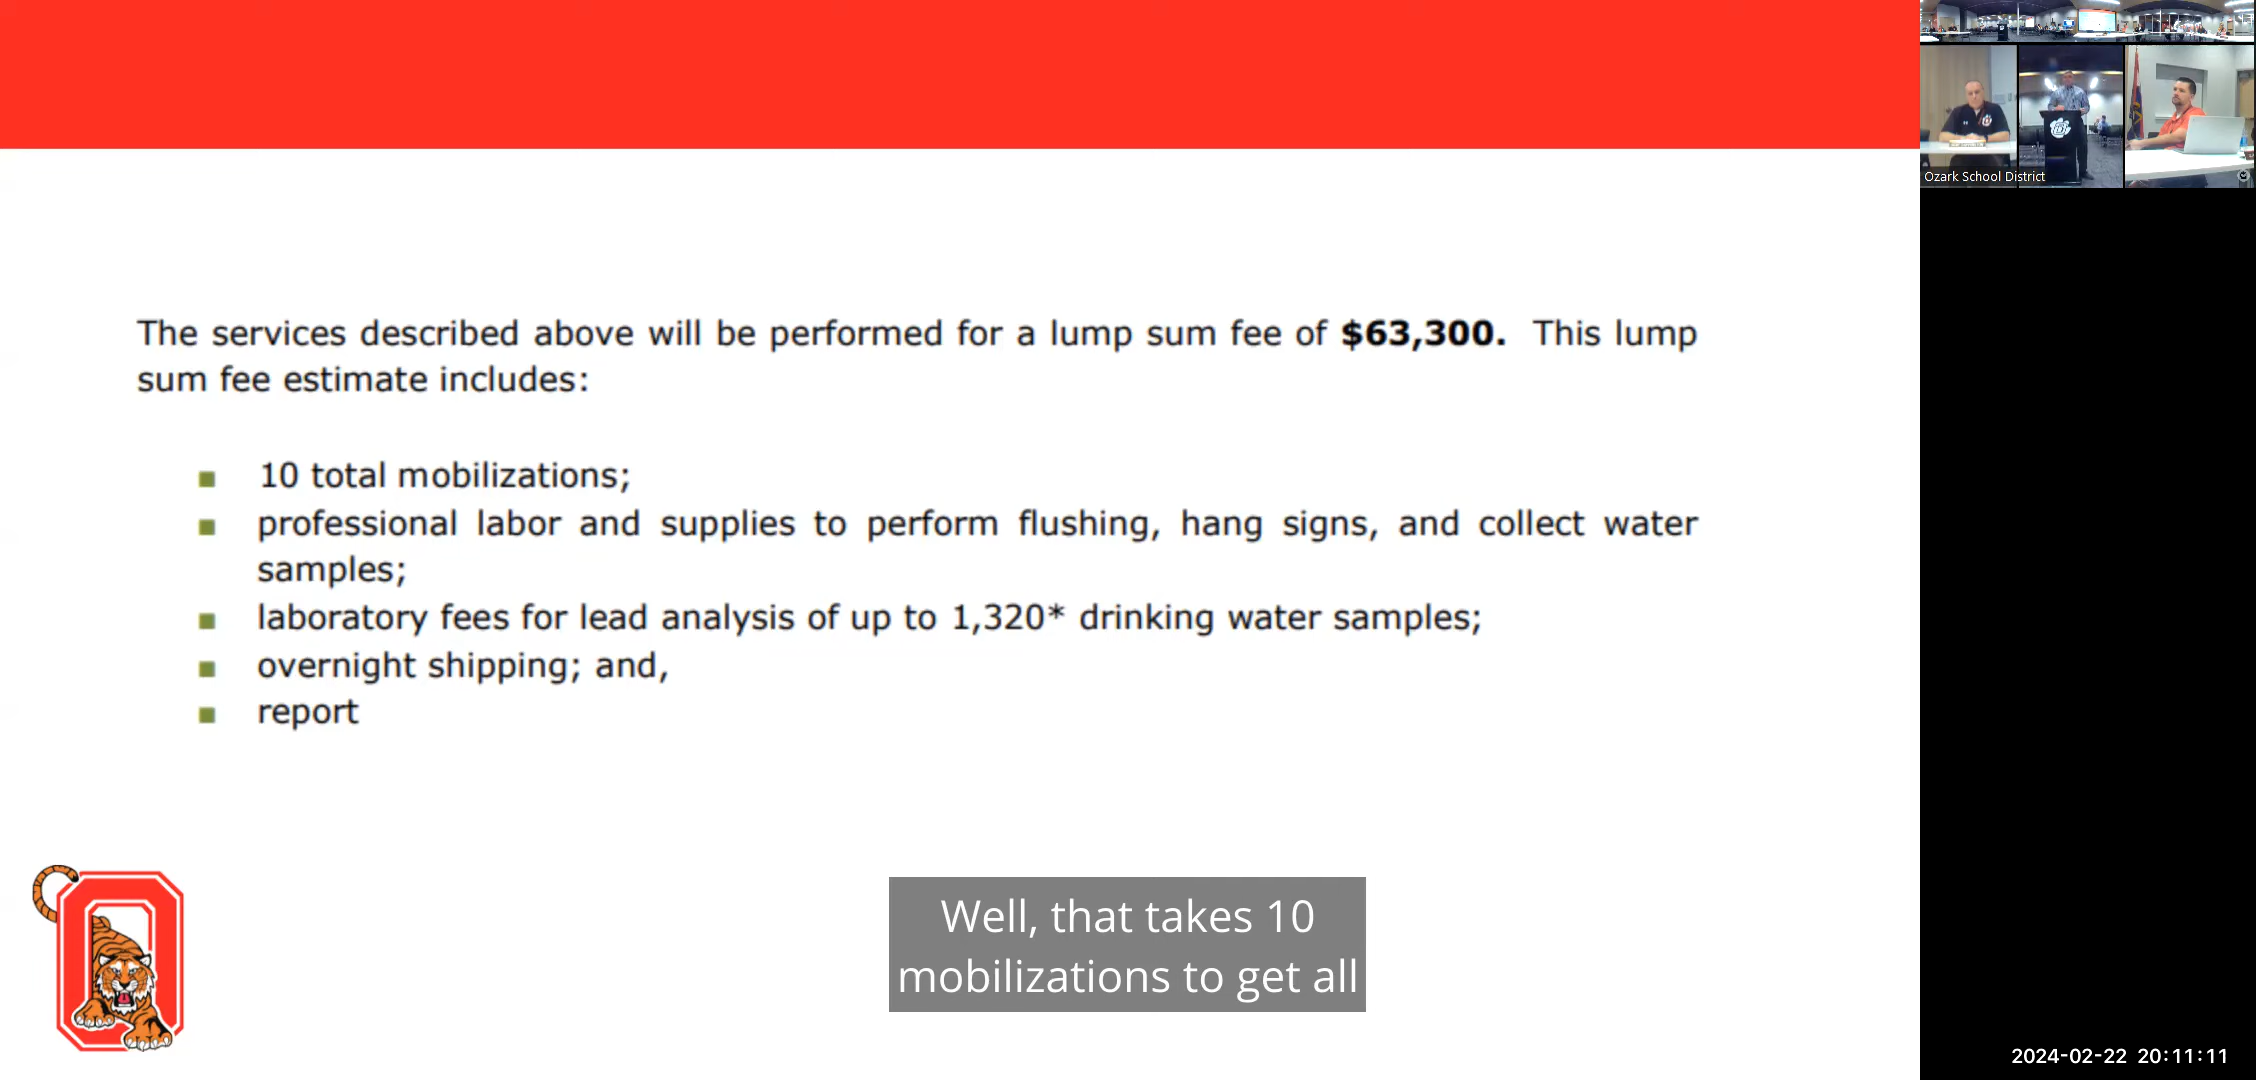 The services described above will be performed for a lump sum fee of $63,300. This lump
sum fee estimate includes:
10 total mobilizations;
professional labor and supplies to perform flushing, hang signs, and collect water
samples;
laboratory fees for lead analysis of up to 1,320* drinking water samples;
overnight shipping; and,
report
Well, that takes 10
mobilizations to get all
Ozark School District
2024-02-22 20:11:11